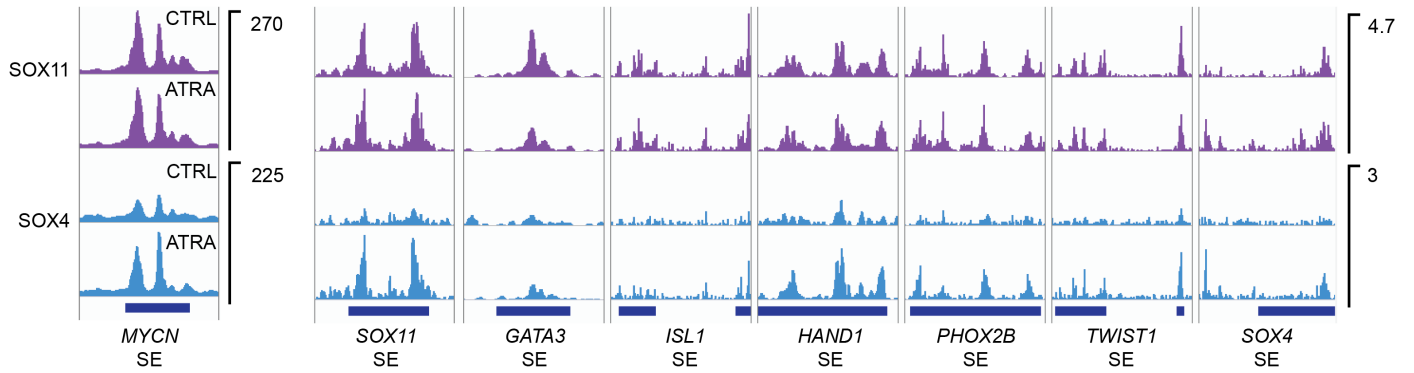 CTRL
270
4.7
SOX11
ATRA
CTRL
225
3
SOX4
ATRA
MYCN SOX11 GATA3 ISL1 HAND1 PHOX2B TWIST1 SOX4
SE SE SE SE SE SE SE SE